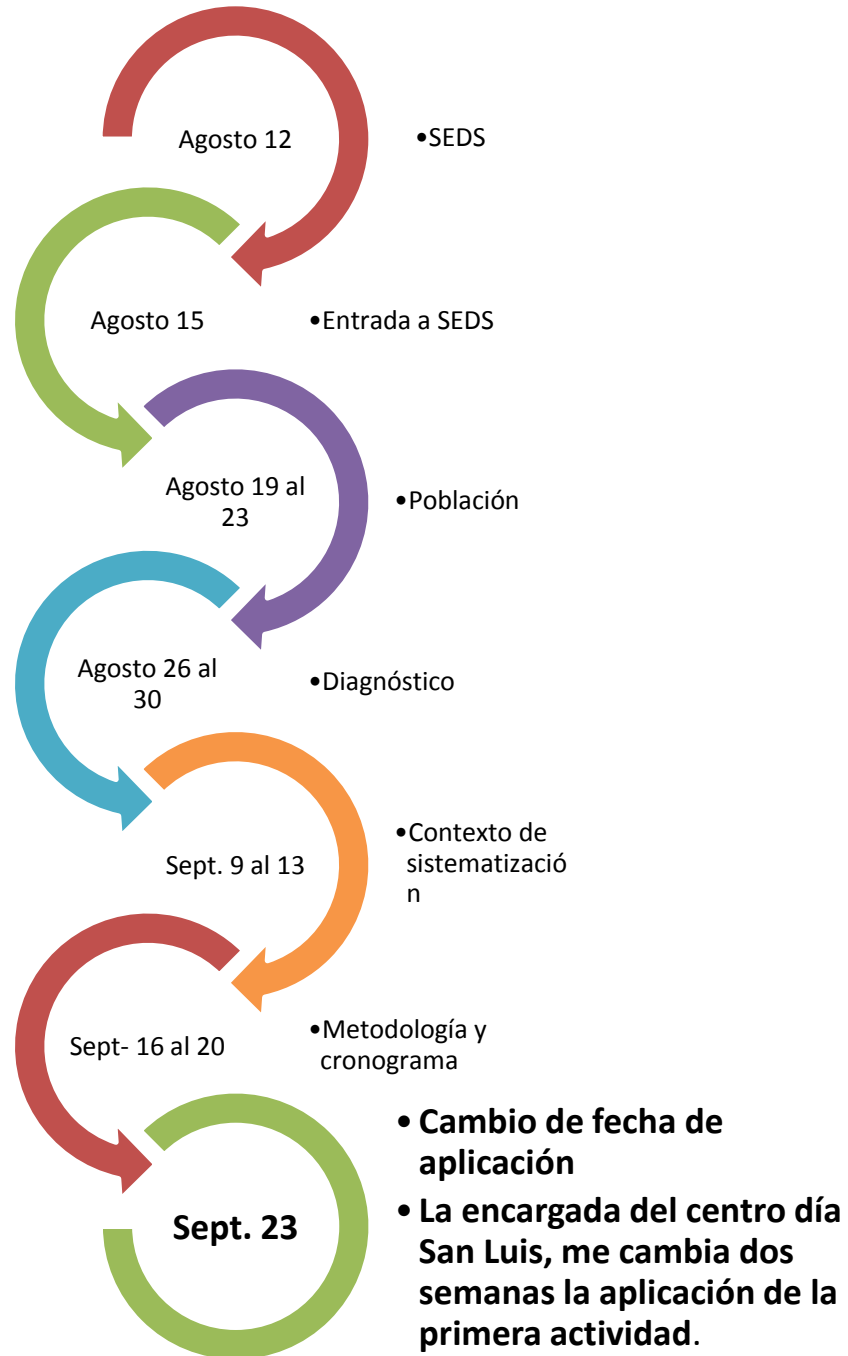 Agosto 12
•SEDS
Agosto 15
•Entrada a SEDS
Agosto 19 al
23
•Población
Agosto 26 al
30
•Diagnóstico
Sept. 9 al 13
•Contexto de
sistematizació
n
Sept- 16 al 20
•Metodología y
cronograma
Sept. 23
•Cambio de fecha de
aplicación
•La encargada del centro día
San Luis, me cambia dos
semanas la aplicación de la
primera actividad.